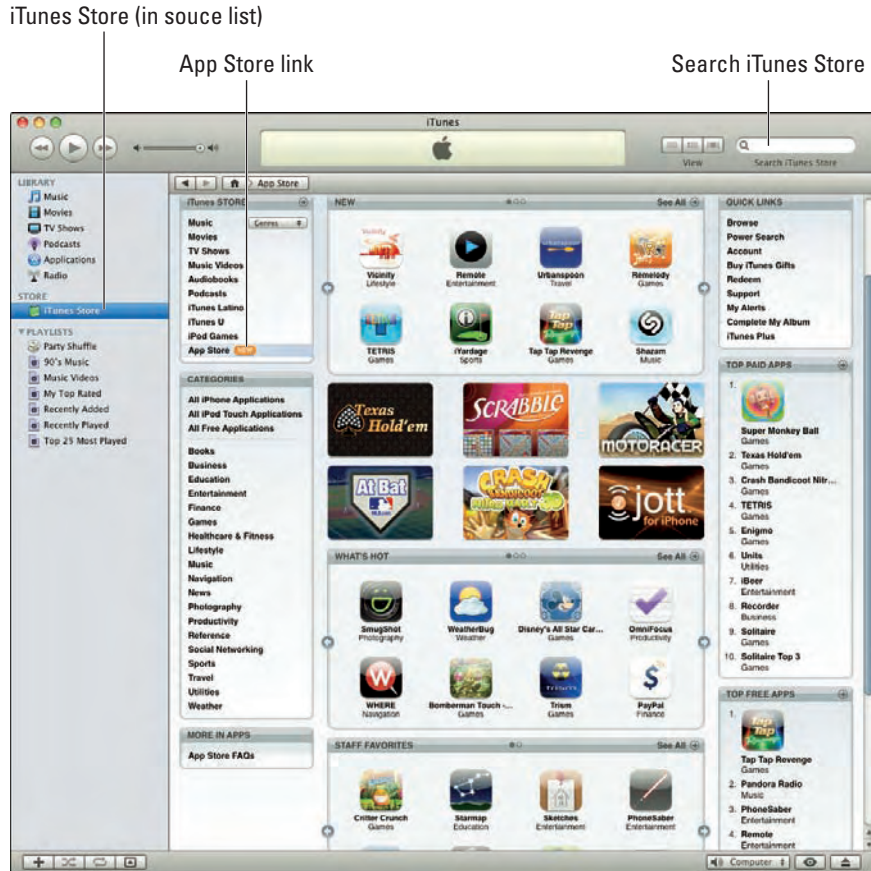 iTunes Store (in souce list)
App Store link
Search iTunes Store
iTunes
View
Search iTunes Store
LIBRARY
Music
Movies
TV Shows
Podcasts
Applications
Radio
STORE
iTunes Store
PLAYLISTS
Party Shuffle
90's Music
Music Videos
My Top Rated
Recently Added
Recently Played
Top 25 Most Played
App Store
iTunes STORE
Music Genres
Movies
TV Shows
Music Videos
Audiobooks
Podcasts
iTunes Latino
iTunes U
iPod Games
App Store NEW
CATEGORIES
All iPhone Applications
All iPod Touch Applications
All Free Applications
Books
Business
Education
Entertainment
Finance
Games
Healthcare & Fitness
Lifestyle
Music
Navigation
News
Photography
Productivity
Reference
Social Networking
Sports
Travel
Utilities
Weather
MORE IN APPS
App Store FAQs
NEW See All
Vicinity
Lifestyle
Remote
Entertainment
Urbanspoon
Travel
Remelody
Games
TETRIS
Games
iYardage
Sports
Tap Tap
Tap Tap Revenge
Games
Shazam
Music
Texas Hold'em
SCRABBLE
MOTORACER
At Bat
CRASH
jott
for iPhone
WHAT'S HOT See All
SmugShot
Photography
WeatherBug
Weather
Disney's All Star Car...
Games
OmniFocus
Productivity
WHERE
Navigation
Bomberman Touch -...
Games
Trism
Games
PayPal
Finance
STAFF FAVORITES See All
Critter Crunch
Games
Starmap
Education
Sketches
Entertainment
PhoneSaber
Entertainment
QUICK LINKS
Browse
Power Search
Account
Buy iTunes Gifts
Redeem
Support
My Alerts
Complete My Album
iTunes Plus
TOP PAID APPS
1.
Super Monkey Ball
Games
2. Texas Hold'em
Games
3. Crash Bandicoot Nitr...
Games
4. TETRIS
Games
5. Enigmo
Games
6. Units
Utilities
7. iBeer
Entertainment
8. Recorder
Business
9. Solitaire
Games
10. Solitaire Top 3
Games
TOP FREE APPS
1.
Tap Tap
Tap Tap Revenge
Games
2. Pandora Radio
Music
3. PhoneSaber
Entertainment
4. Remote
Entertainment
Computer